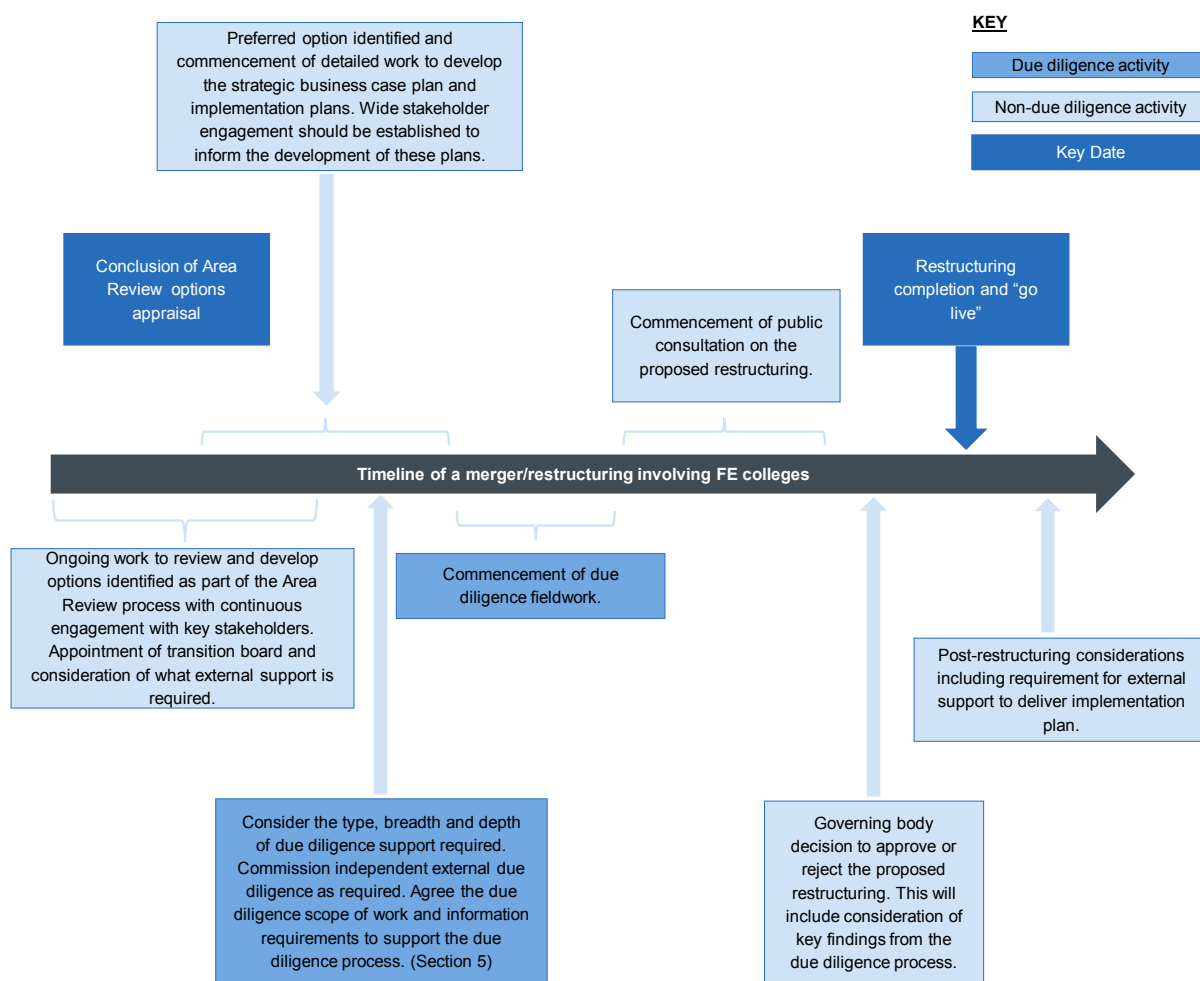 KEY
Due diligence activity
Non-due diligence activity
Key Date
Preferred option identified and
commencement of detailed work to develop
the strategic business case plan and
implementation plans. Wide stakeholder
engagement should be established to
inform the development of these plans.
Conclusion of Area
Review options
appraisal
Restructuring
completion and “go
live”
Commencement of public
consultation on the
proposed restructuring.
Timeline of a merger/restructuring involving FE colleges
Ongoing work to review and develop
options identified as part of the Area
Review process with continuous
engagement with key stakeholders.
Appointment of transition board and
consideration of what external support is
required.
Commencement of due
diligence fieldwork.
Post-restructuring considerations
including requirement for external
support to deliver implementation
plan.
Consider the type, breadth and depth
of due diligence support required.
Commission independent external due
diligence as required. Agree the due
diligence scope of work and information
requirements to support the due
diligence process. (Section 5)
Governing body
decision to approve or
reject the proposed
restructuring. This will
include consideration of
key findings from the
due diligence process.